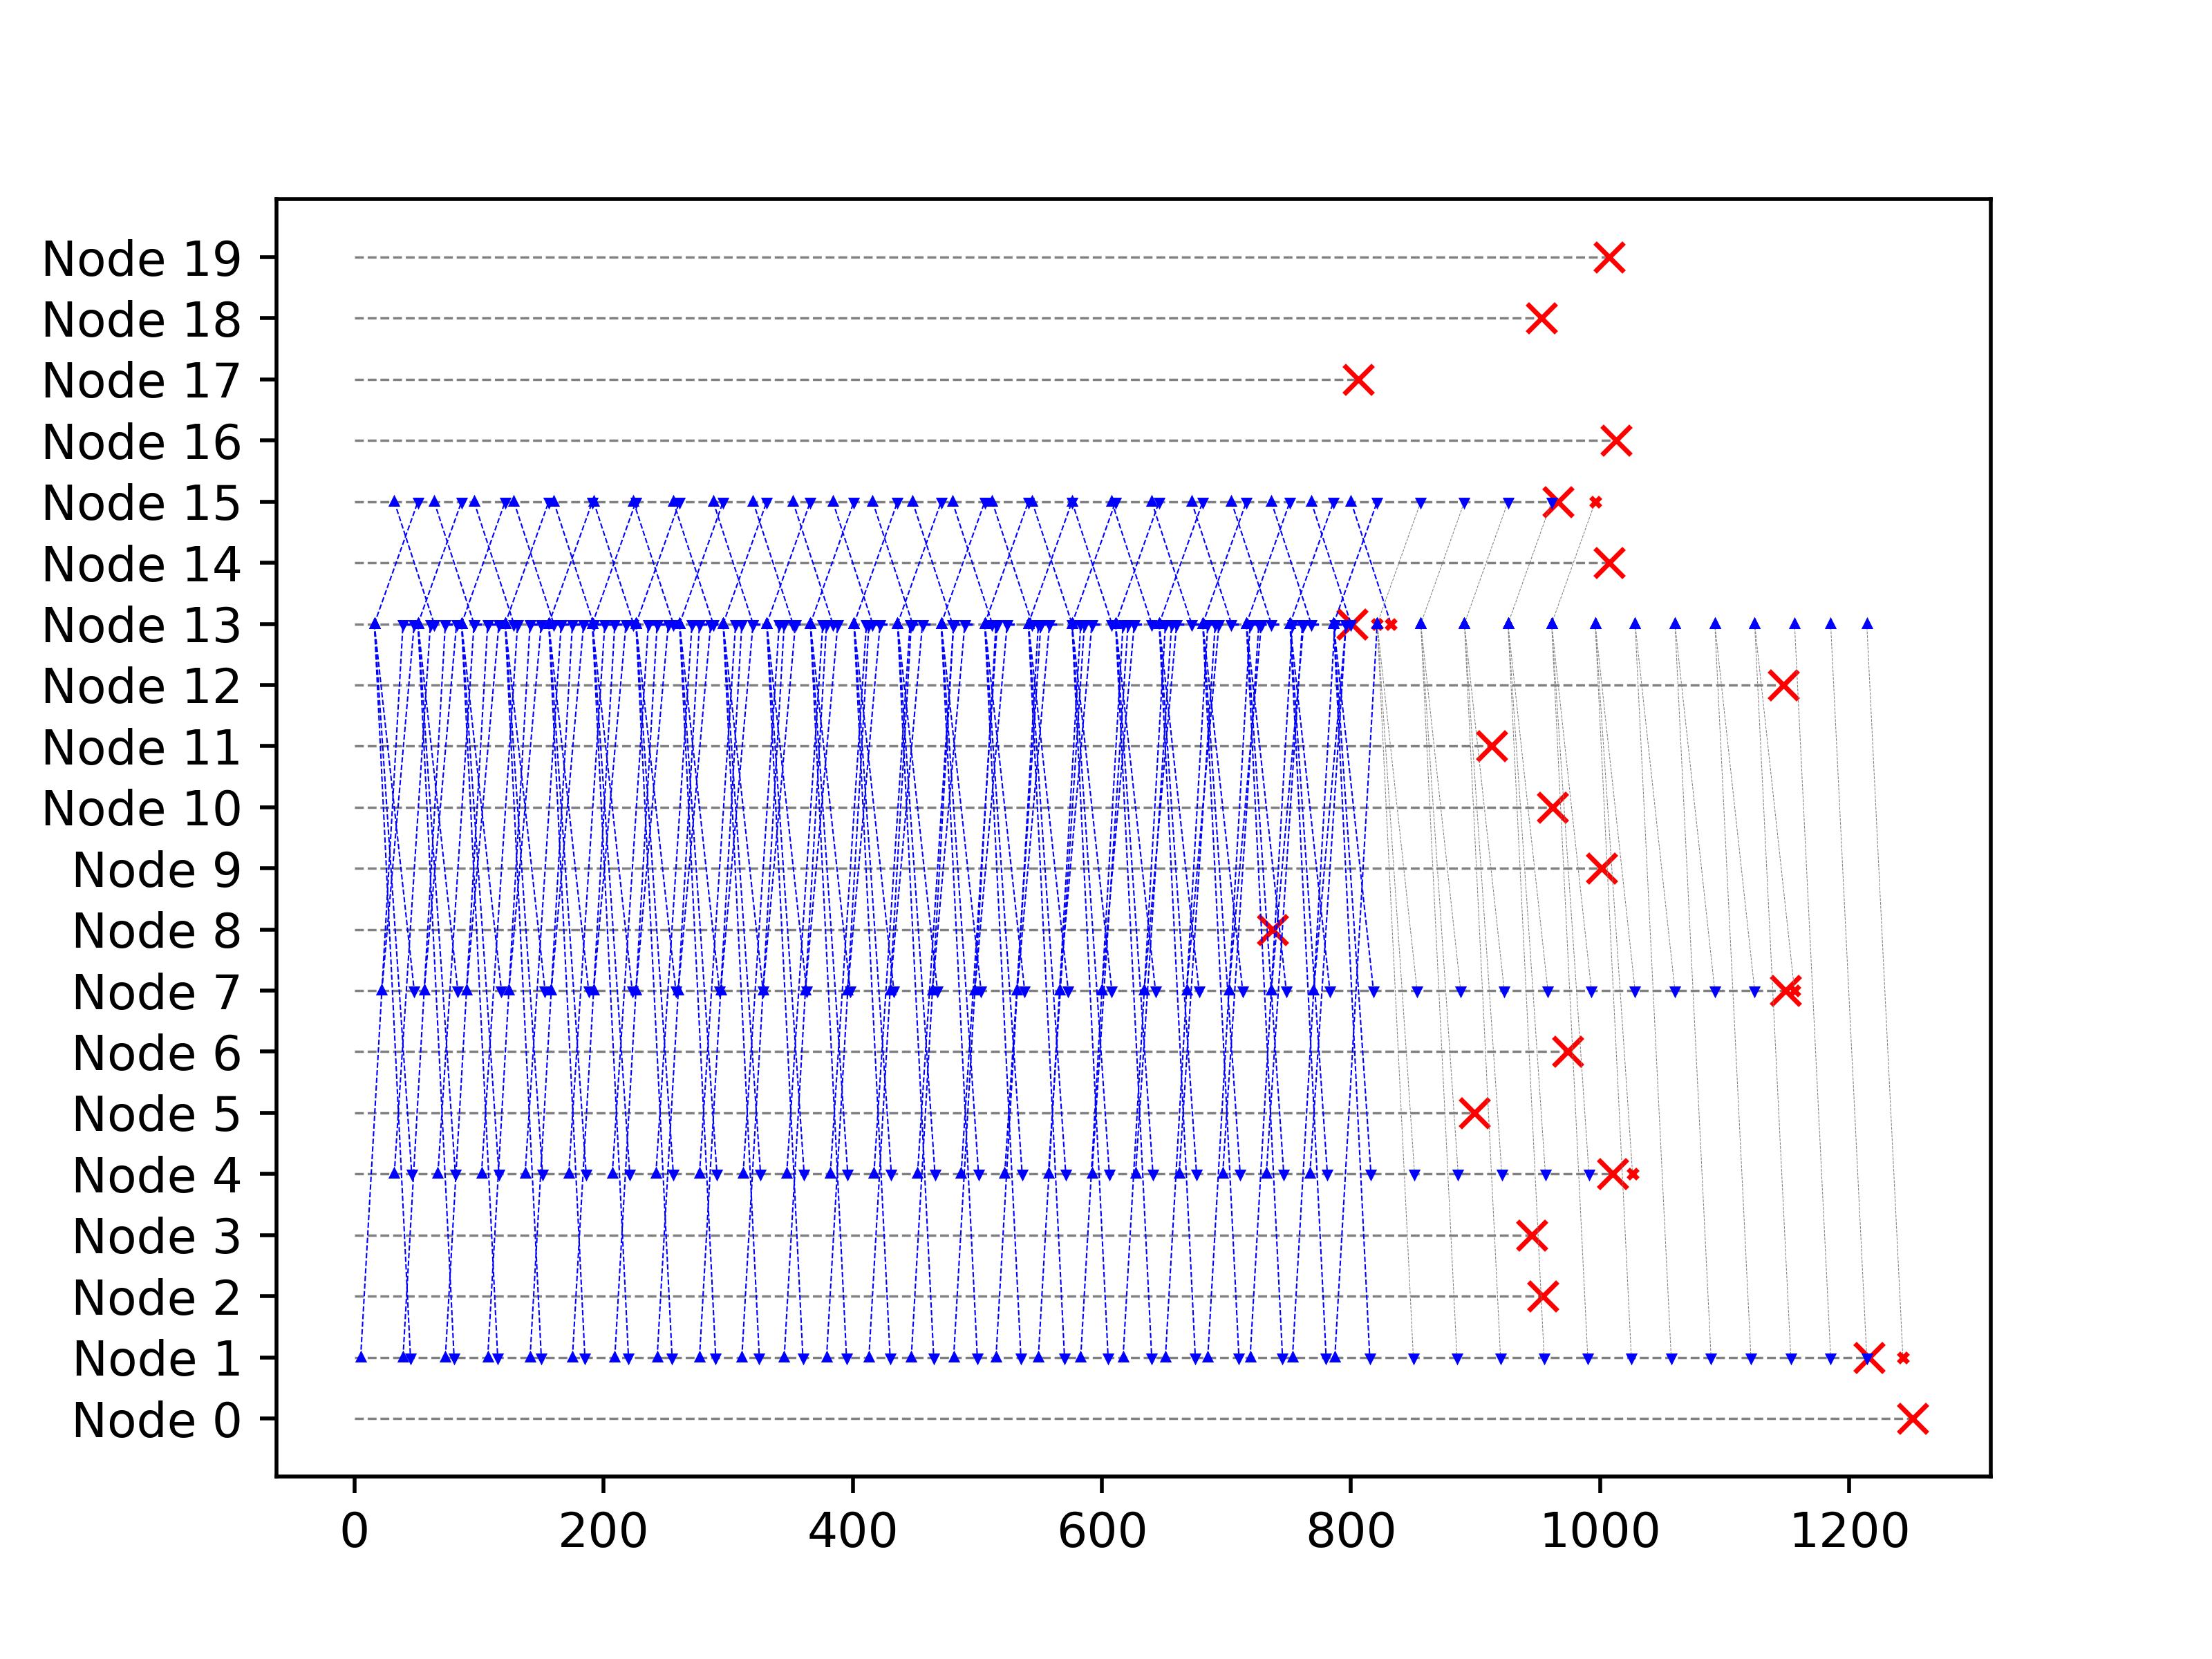 Node 19
Node 18
Node 17
Node 16
Node 15
Node 14
Node 13
Node 12
Node 11
Node 10
Node 9
Node 8
Node 7
Node 6
Node 5
Node 4
Node 3
Node 2
Node 1
Node 0
0 200 400 600 800 1000 1200